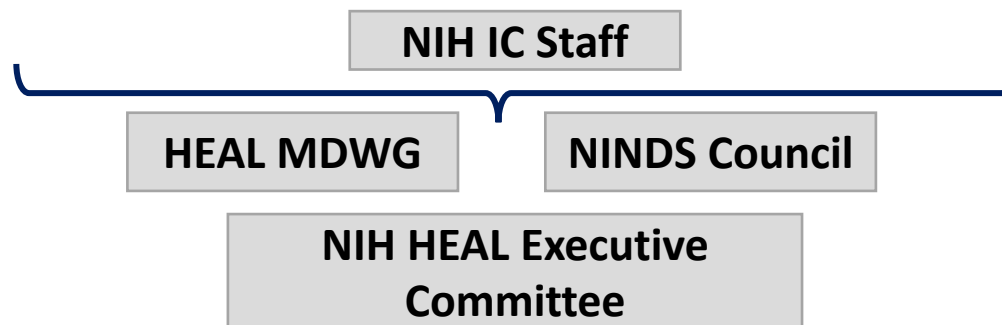 NIH IC Staff
HEAL MDWG
NINDS Council
NIH HEAL Executive
Committee